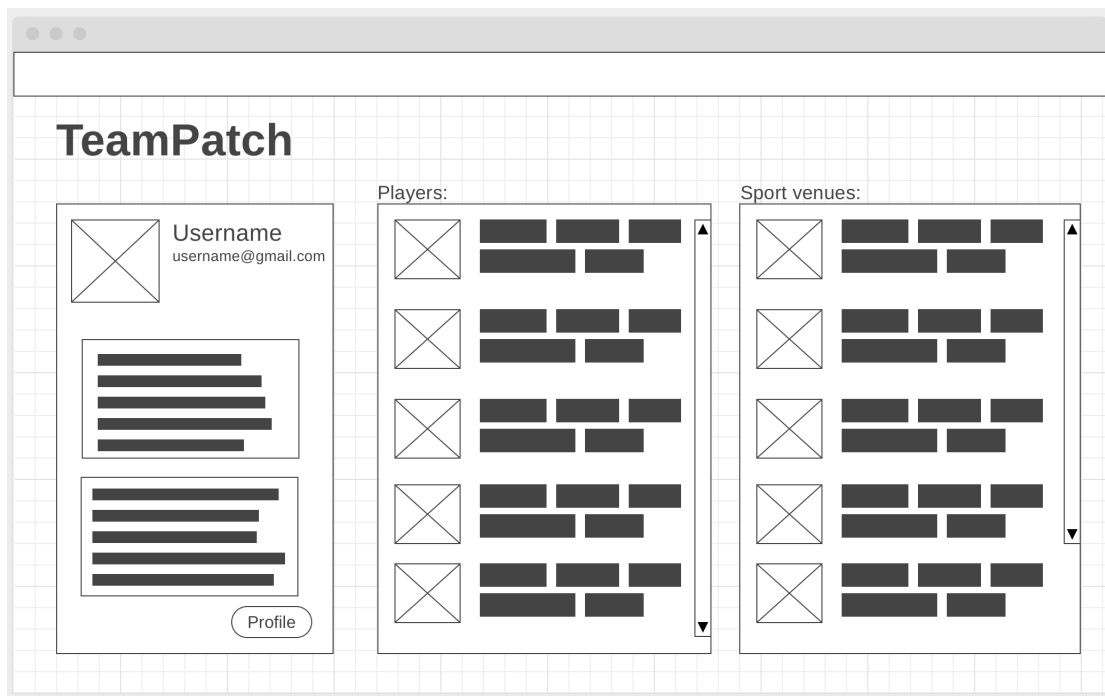 TeamPatch
Players:
Sport venues:
Username
username@gmail.com
Profile